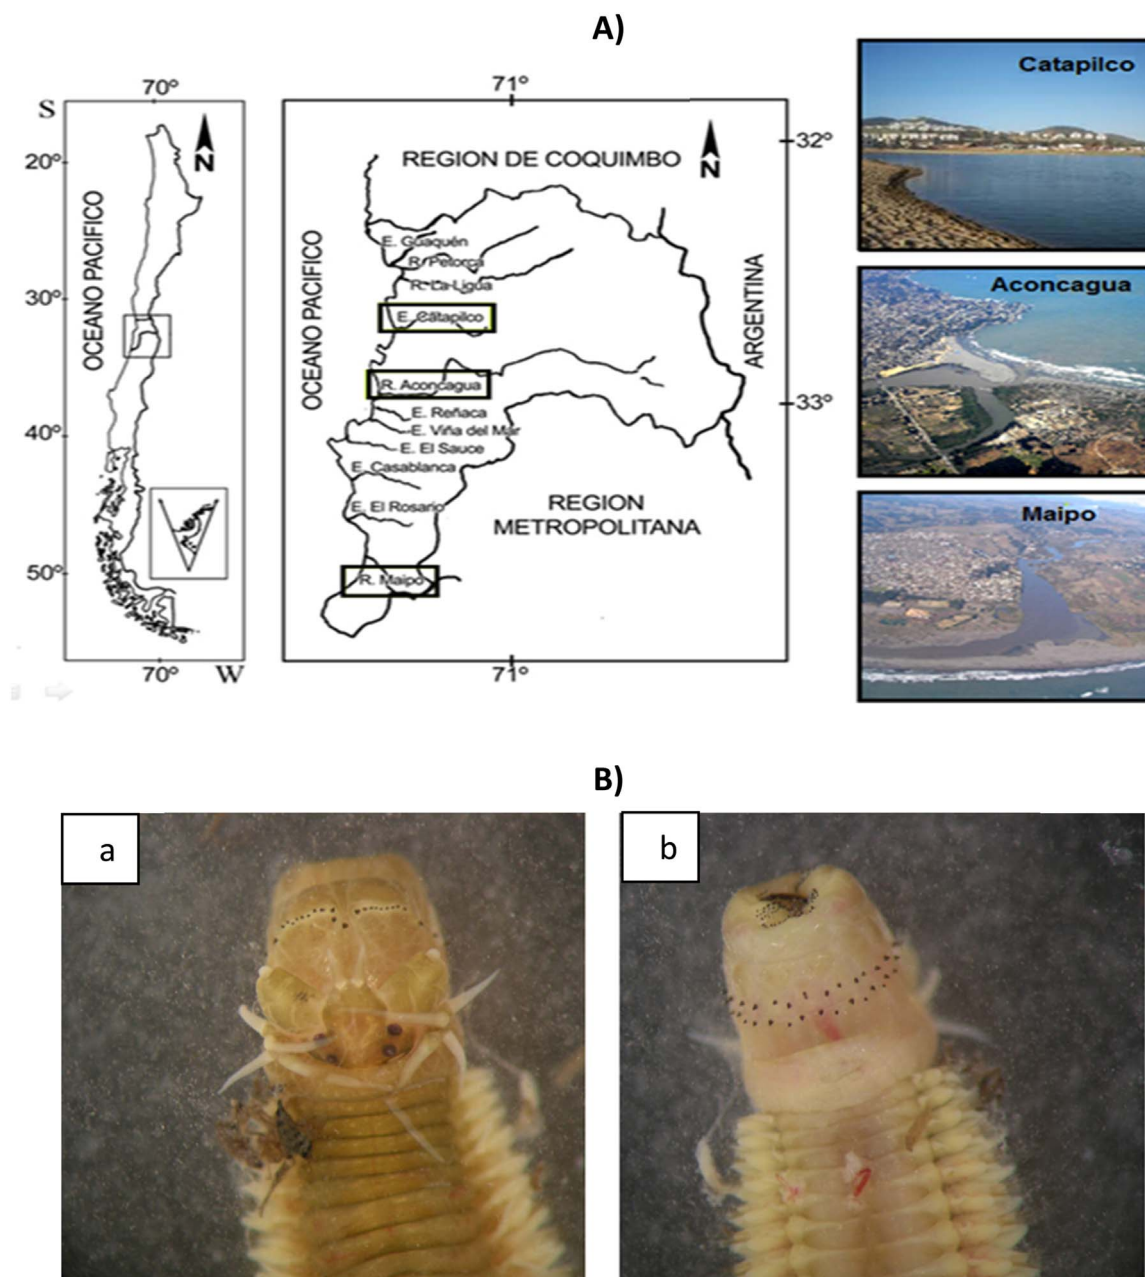 A)
70°
S
N
20°
OCEANO PACIFICO
30°
40°
50°
70°
W
71°
32°
REGION DE COQUIMBO
N
OCEANO PACIFICO
E. Guaquén
R. Petorca
R. La Ligua
E. Catapilco
ARGENTINA
R. Aconcagua
33°
E. Reñaca
E. Viña del Mar
E. El Sauce
E. Casablanca
E. El Rosario
REGION
METROPOLITANA
R. Maipo
71°
Catapilco
Aconcagua
Maipo
B)
a
b